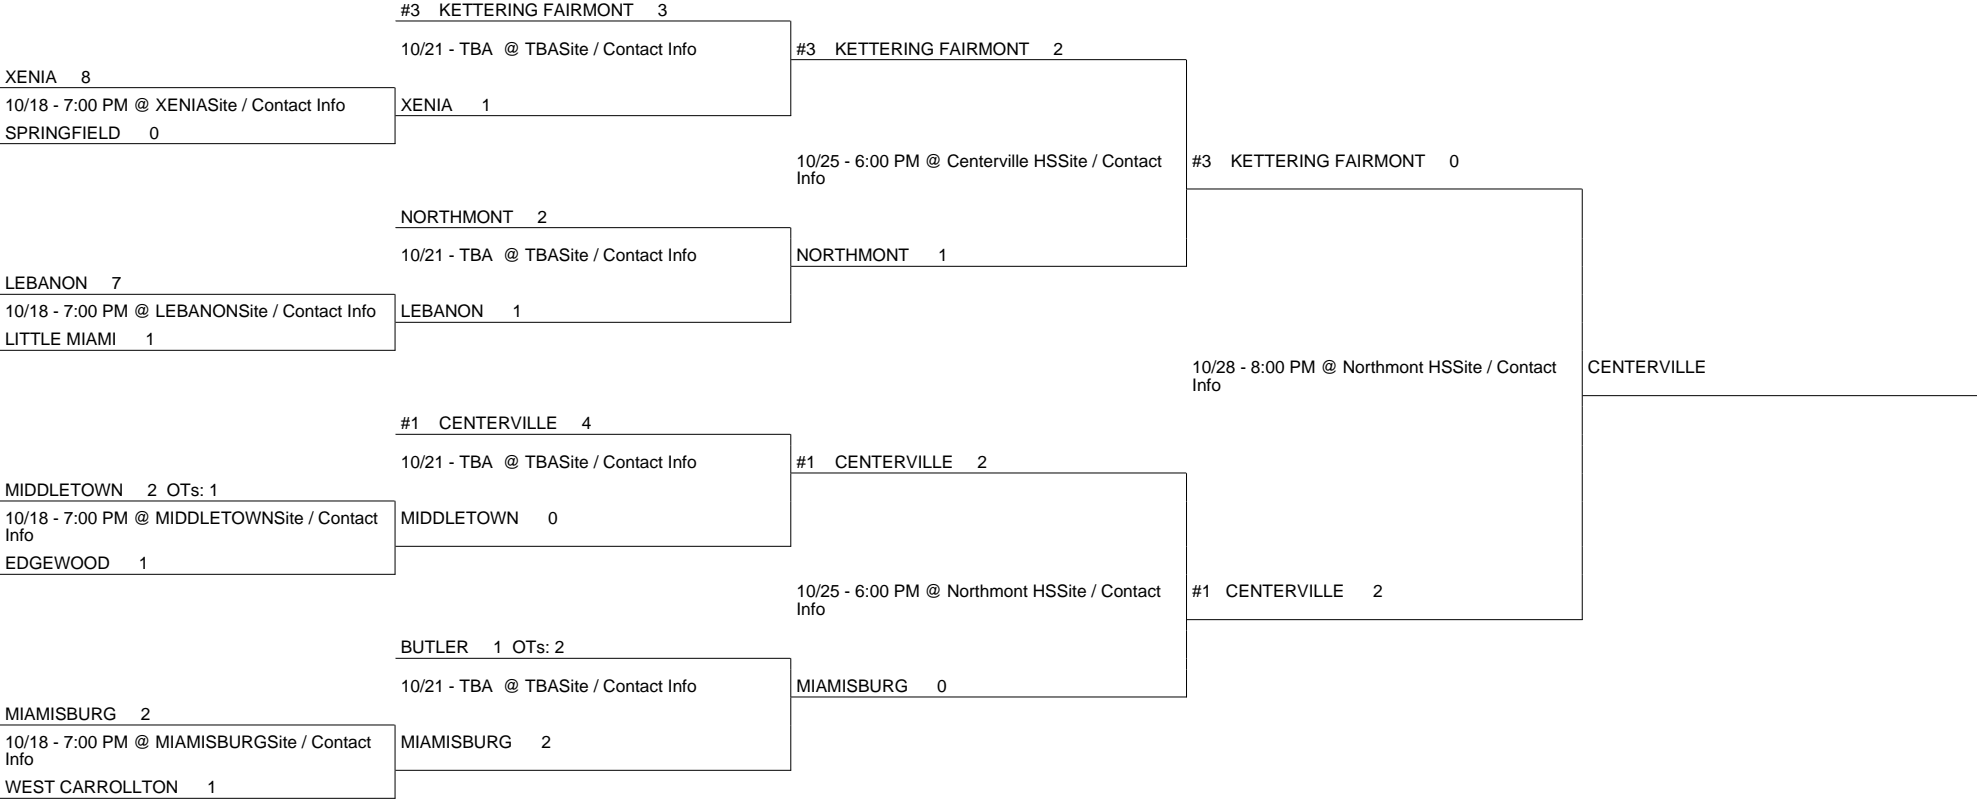 #3 KETTERING FAIRMONT 3
10/21 - TBA @ TBASite / Contact Info
#3 KETTERING FAIRMONT 2
XENIA 8
10/18 - 7:00 PM @ XENIASite / Contact Info
XENIA 1
SPRINGFIELD 0
10/25 - 6:00 PM @ Centerville HSSite / Contact
Info
#3 KETTERING FAIRMONT 0
NORTHMONT 2
10/21 - TBA @ TBASite / Contact Info
NORTHMONT 1
LEBANON 7
10/18 - 7:00 PM @ LEBANONSite / Contact Info
LEBANON 1
LITTLE MIAMI 1
10/28 - 8:00 PM @ Northmont HSSite / Contact
Info
CENTERVILLE
#1 CENTERVILLE 4
10/21 - TBA @ TBASite / Contact Info
#1 CENTERVILLE 2
MIDDLETOWN 2 OTs: 1
10/18 - 7:00 PM @ MIDDLETOWNSite / Contact
Info
MIDDLETOWN 0
EDGEWOOD 1
10/25 - 6:00 PM @ Northmont HSSite / Contact
Info
#1 CENTERVILLE 2
BUTLER 1 OTs: 2
10/21 - TBA @ TBASite / Contact Info
MIAMISBURG 0
MIAMISBURG 2
10/18 - 7:00 PM @ MIAMISBURGSite / Contact
Info
MIAMISBURG 2
WEST CARROLLTON 1